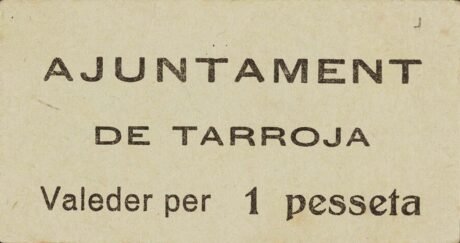 AJUNTAMENT
DE TARROJA
Valeder per 1 pesseta